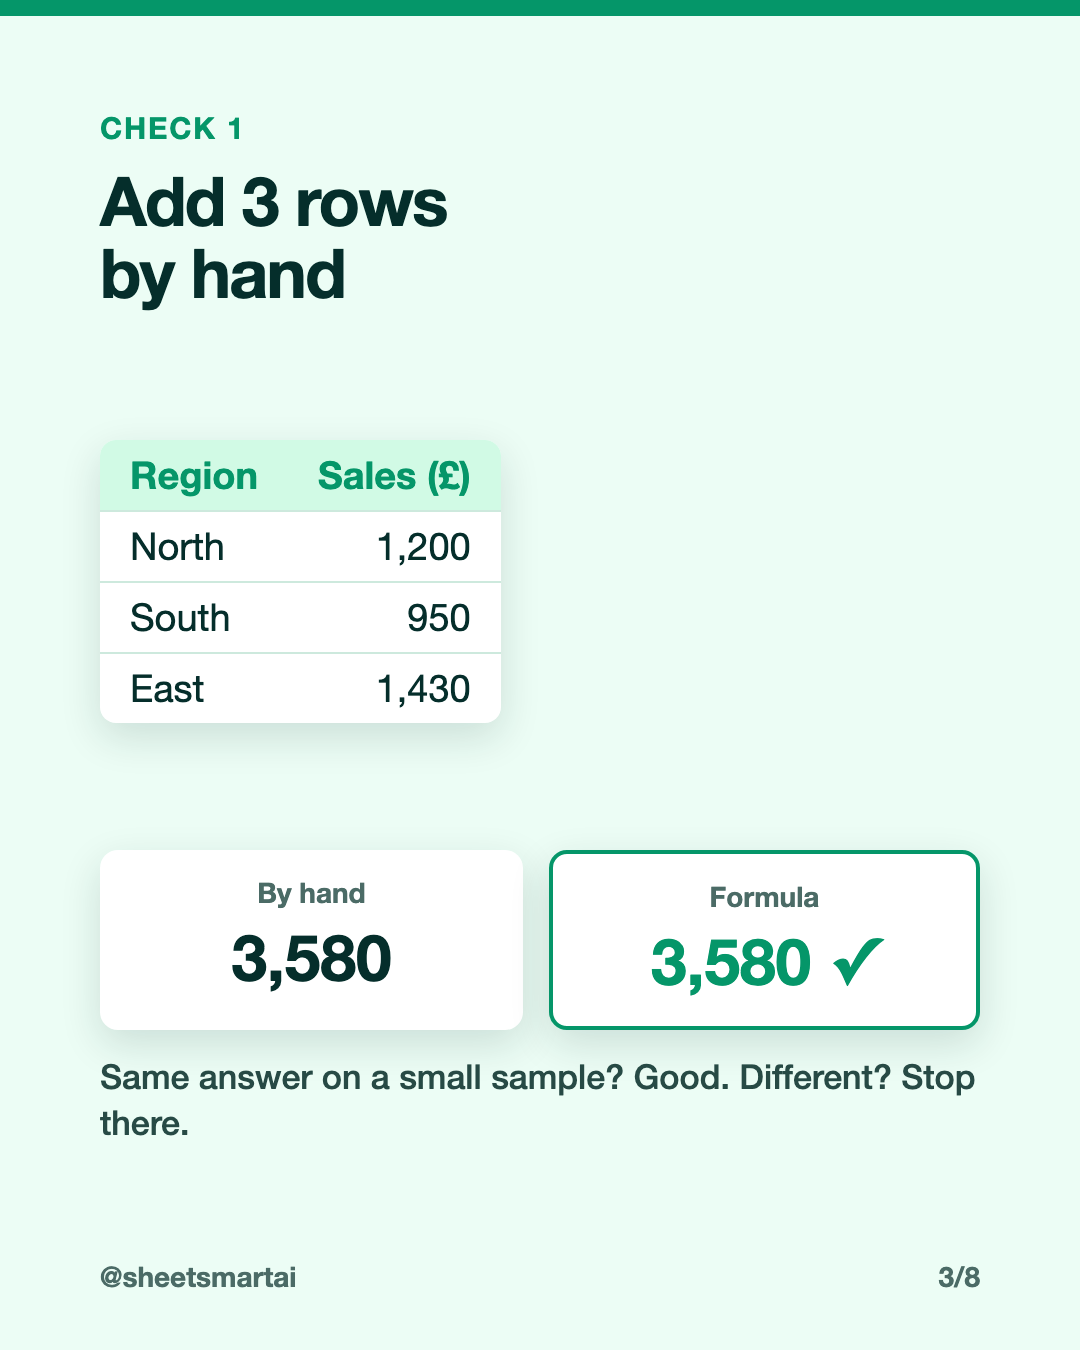 CHECK 1
Add 3 rows
by hand
Region Sales (£)
North 1,200
South 950
East 1,430
By hand
3,580
Formula
3,580 ✓
Same answer on a small sample? Good. Different? Stop
there.
@sheetsmartai
3/8